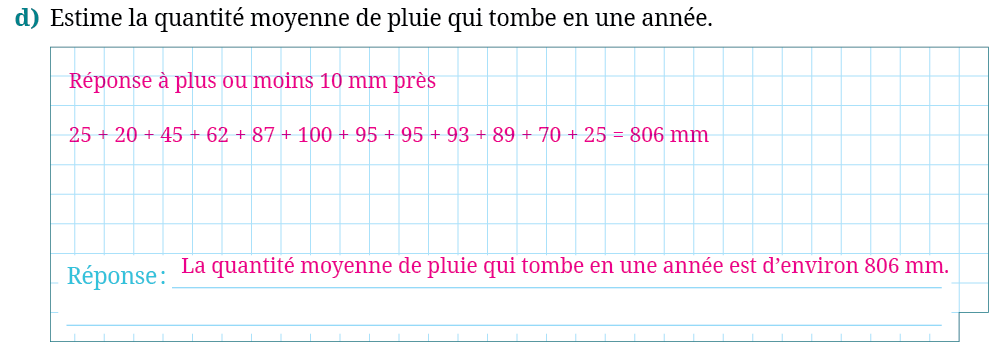 d) Estime la quantité moyenne de pluie qui tombe en une année.
Réponse à plus ou moins 10 mm près
25 + 20 + 45 + 62 + 87 + 100 + 95 + 95 + 93 + 89 + 70 + 25 = 806 mm
Réponse : La quantité moyenne de pluie qui tombe en une année est d’environ 806 mm.